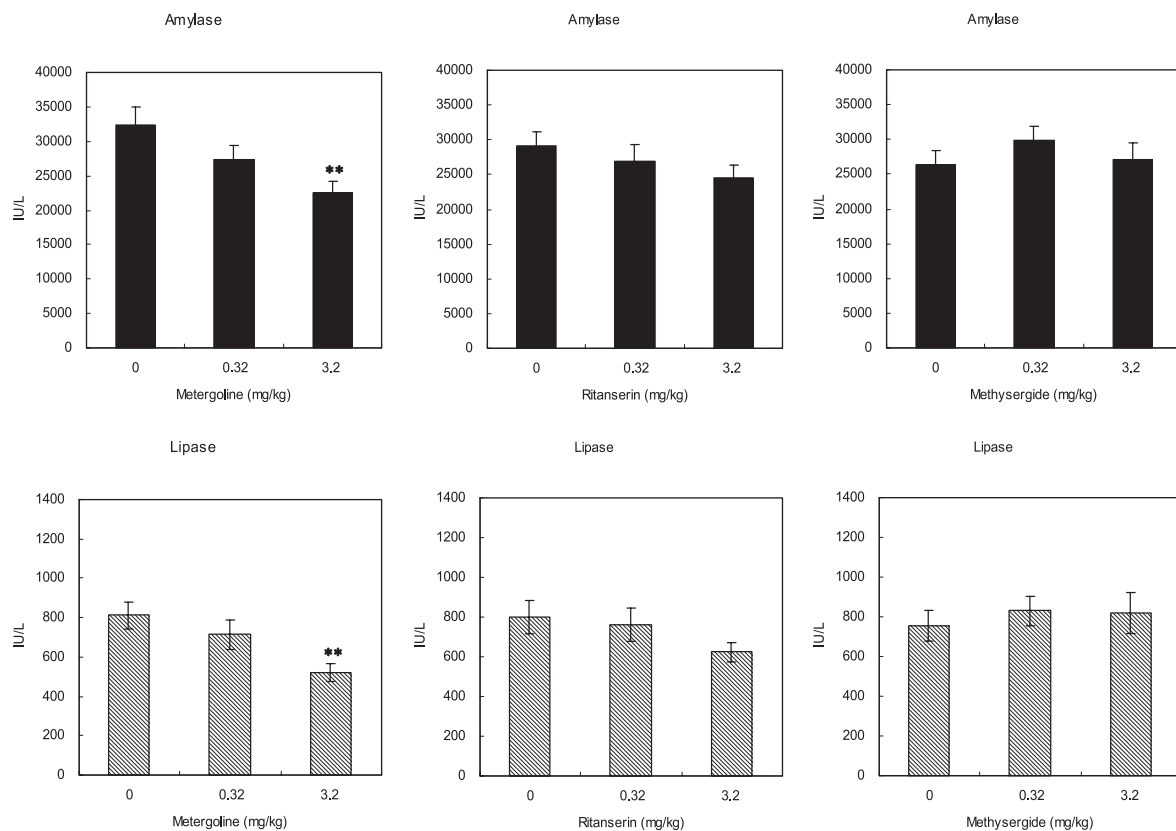 Amylase
40000
35000
30000
25000
20000
15000
10000
5000
0
IU/L
**
0 0.32 3.2
Metergoline (mg/kg)
Amylase
40000
35000
30000
25000
20000
15000
10000
5000
0
IU/L
0 0.32 3.2
Ritanserin (mg/kg)
Amylase
40000
35000
30000
25000
20000
15000
10000
5000
0
IU/L
0 0.32 3.2
Methysergide (mg/kg)
Lipase
1400
1200
1000
800
600
400
200
0
IU/L
**
0 0.32 3.2
Metergoline (mg/kg)
Lipase
1400
1200
1000
800
600
400
200
0
IU/L
0 0.32 3.2
Ritanserin (mg/kg)
Lipase
1400
1200
1000
800
600
400
200
0
IU/L
0 0.32 3.2
Methysergide (mg/kg)